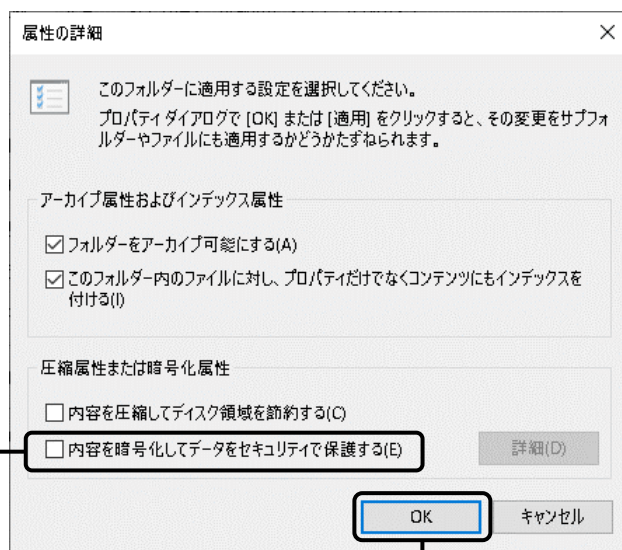 属性の詳細
このフォルダーに適用する設定を選択してください。
プロパティ ダイアログで [OK] または [適用] をクリックすると、その変更をサブフォ
ルダーやファイルにも適用するかどうかたずねられます。
アーカイブ属性およびインデックス属性
フォルダーをアーカイブ可能にする(A)
このフォルダー内のファイルに対し、プロパティだけでなくコンテンツにもインデックスを
付ける(I)
圧縮属性または暗号化属性
内容を圧縮してディスク領域を節約する(C)
内容を暗号化してデータをセキュリティで保護する(E)
詳細(D)
OK
キャンセル